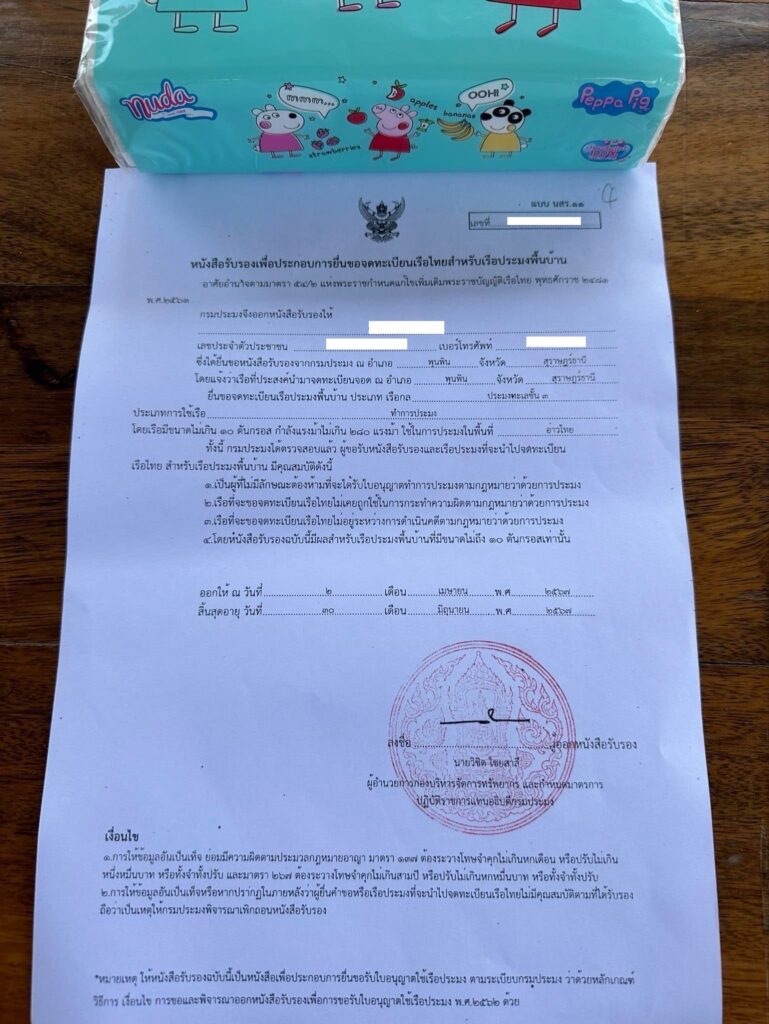 nuda
mmm...
strawberries
apples
OOH!
bananas
Peppa Pig
แบบ นสร.๑๑
เลขที่
หนังสือรับรองเพื่อประกอบการยื่นขอจดทะเบียนเรือไทยสำหรับเรือประมงพื้นบ้าน
อาศัยอำนาจตามมาตรา ๕๔/๒ แห่งพระราชกำหนดแก้ไขเพิ่มเติมพระราชบัญญัติเรือไทย พุทธศักราช ๒๔๘๑
พ.ศ.๒๕๖๑
กรมประมงจึงออกหนังสือรับรองให้
เลขประจำตัวประชาชน เบอร์โทรศัพท์
ซึ่งได้ยื่นขอหนังสือรับรองจากกรมประมง ณ อำเภอ พุนพิน จังหวัด สุราษฎร์ธานี
โดยแจ้งว่าเรือที่ประสงค์นำมาจดทะเบียนจอด ณ อำเภอ พุนพิน จังหวัด สุราษฎร์ธานี
ยื่นขอจดทะเบียนเรือประมงพื้นบ้าน ประเภท เรือกล ประมงทะเลชั้น ๓
ประเภทการใช้เรือ ทำการประมง
โดยเรือมีขนาดไม่เกิน ๑๐ ตันกรอส กำลังแรงม้าไม่เกิน ๒๘๐ แรงม้า ใช้ในการประมงในพื้นที่ อ่าวไทย
ทั้งนี้ กรมประมงได้ตรวจสอบแล้ว ผู้ขอรับหนังสือรับรองและเรือประมงที่จะนำไปจดทะเบียน
เรือไทย สำหรับเรือประมงพื้นบ้าน มีคุณสมบัติดังนี้
๑.เป็นผู้ที่ไม่มีลักษณะต้องห้ามที่จะได้รับใบอนุญาตทำการประมงตามกฎหมายว่าด้วยการประมง
๒.เรือที่จะขอจดทะเบียนเรือไทยไม่เคยถูกใช้ในการกระทำความผิดตามกฎหมายว่าด้วยการประมง
๓.เรือที่จะขอจดทะเบียนเรือไทยไม่อยู่ระหว่างการดำเนินคดีตามกฎหมายว่าด้วยการประมง
๔.โดยหนังสือรับรองฉบับนี้มีผลสำหรับเรือประมงพื้นบ้านที่มีขนาดไม่ถึง ๑๐ ตันกรอสเท่านั้น
ออกให้ ณ วันที่ ๒ เดือน เมษายน พ.ศ ๒๕๖๗
สิ้นสุดอายุ วันที่ ๓๐ เดือน มิถุนายน พ.ศ ๒๕๖๗
ลงชื่อ ผู้ออกหนังสือรับรอง
นายวิชิต ไชยสาลี
ผู้อำนวยการกองบริหารจัดการทรัพยากร และกำหนดมาตรการ
ปฏิบัติราชการแทนอธิบดีกรมประมง
เงื่อนไข
๑.การให้ข้อมูลอันเป็นเท็จ ย่อมมีความผิดตามประมวลกฎหมายอาญา มาตรา ๑๓๗ ต้องระวางโทษจำคุกไม่เกินหกเดือน หรือปรับไม่เกิน
หนึ่งหมื่นบาท หรือทั้งจำทั้งปรับ และมาตรา ๒๖๗ ต้องระวางโทษจำคุกไม่เกินสามปี หรือปรับไม่เกินหกหมื่นบาท หรือทั้งจำทั้งปรับ
๒.การให้ข้อมูลอันเป็นเท็จหรือหากปรากฏในภายหลังว่าผู้ยื่นคำขอหรือเรือประมงที่จะนำไปจดทะเบียนเรือไทยไม่มีคุณสมบัติตามที่ได้รับรอง
ถือว่าเป็นเหตุให้กรมประมงพิจารณาเพิกถอนหนังสือรับรอง
*หมายเหตุ ให้หนังสือรับรองฉบับนี้เป็นหนังสือเพื่อประกอบการยื่นขอรับใบอนุญาตใช้เรือประมง ตามระเบียบกรมประมง ว่าด้วยหลักเกณฑ์
วิธีการ เงื่อนไข การขอและพิจารณาออกหนังสือรับรองเพื่อการขอรับใบอนุญาตใช้เรือประมง พ.ศ.๒๕๖๒ ด้วย